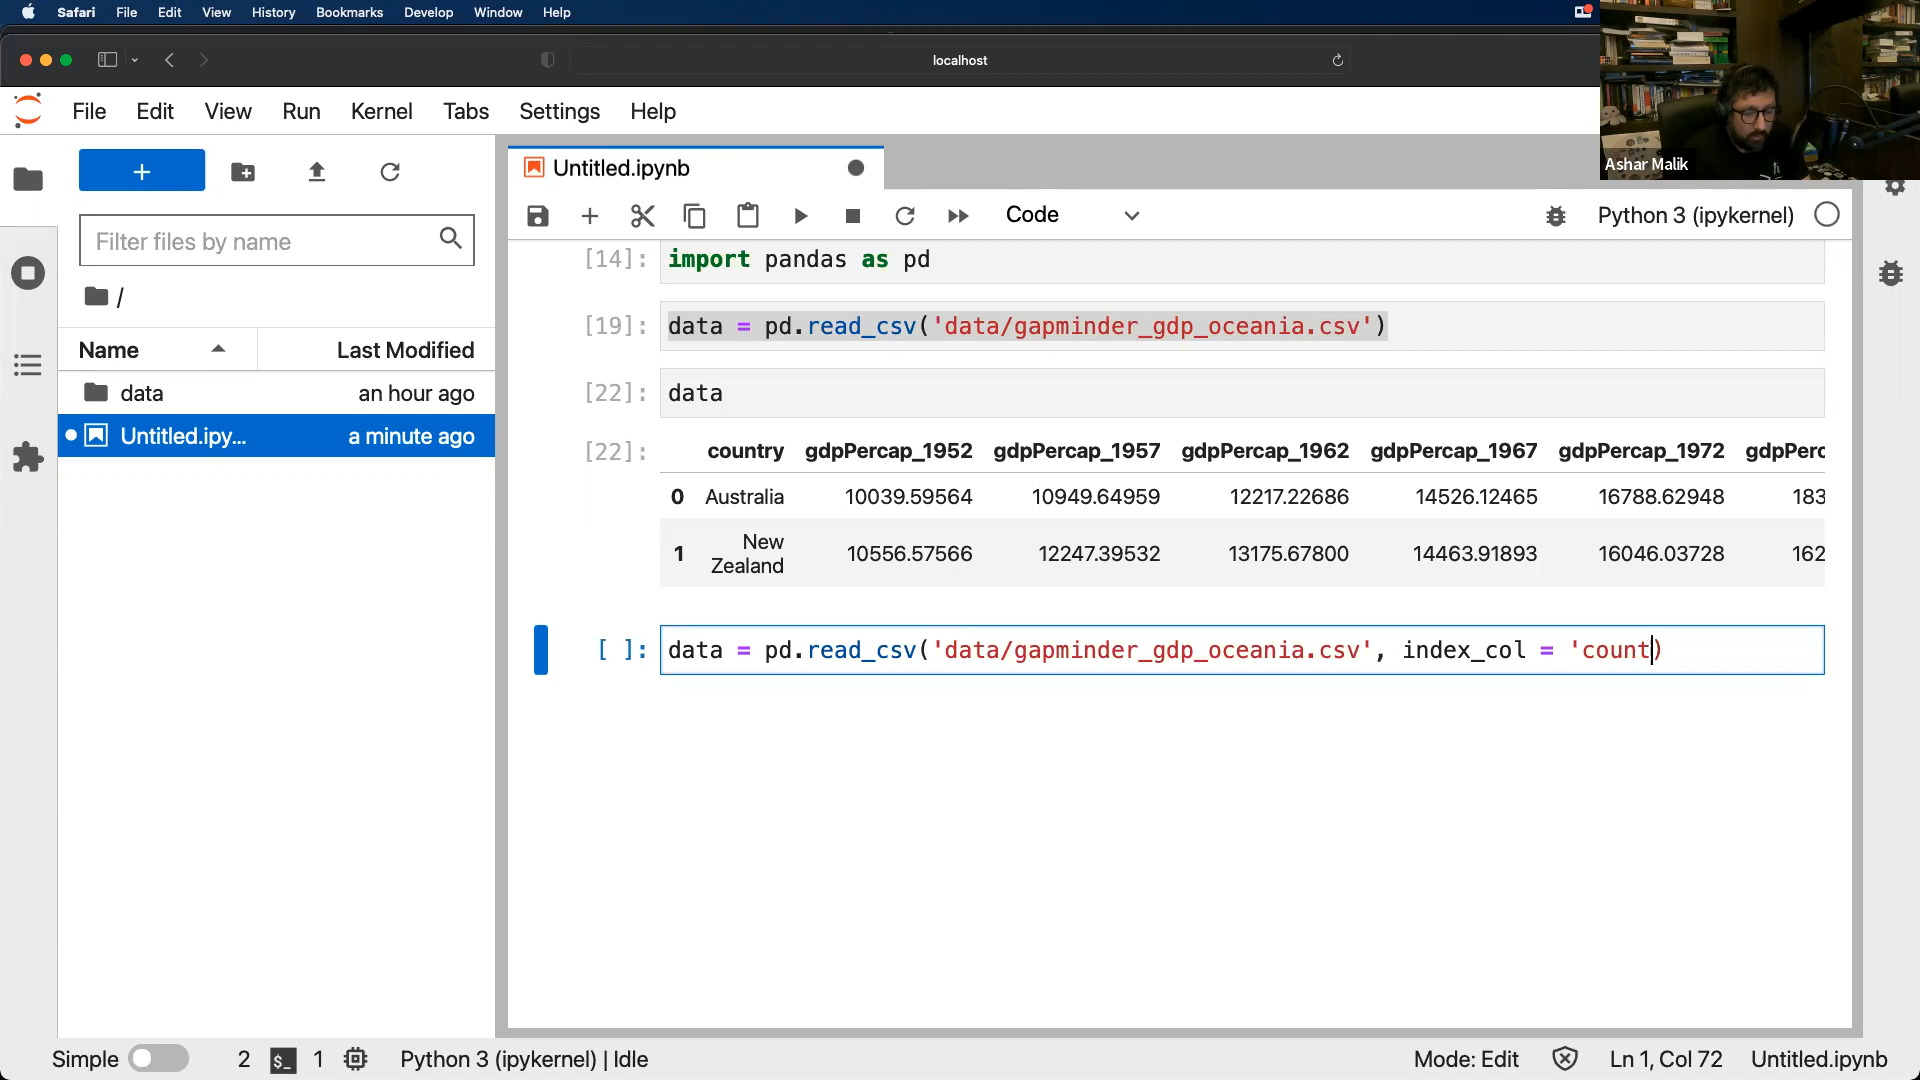 Safari File Edit View History Bookmarks Develop Window Help
localhost
File Edit View Run Kernel Tabs Settings Help
Ashar Malik
+
Untitled.ipynb
Code
Python 3 (ipykernel)
Filter files by name
/
Name Last Modified
data an hour ago
Untitled.ipy... a minute ago
[14]: import pandas as pd
[19]: data = pd.read_csv('data/gapminder_gdp_oceania.csv')
[22]: data
[22]: country gdpPercap_1952 gdpPercap_1957 gdpPercap_1962 gdpPercap_1967 gdpPercap_1972 gdpPerc
0 Australia 10039.59564 10949.64959 12217.22686 14526.12465 16788.62948 183
1 New Zealand 10556.57566 12247.39532 13175.67800 14463.91893 16046.03728 162
[ ]: data = pd.read_csv('data/gapminder_gdp_oceania.csv', index_col = 'count)
Simple 2 $_ 1 Python 3 (ipykernel) | Idle Mode: Edit Ln 1, Col 72 Untitled.ipynb